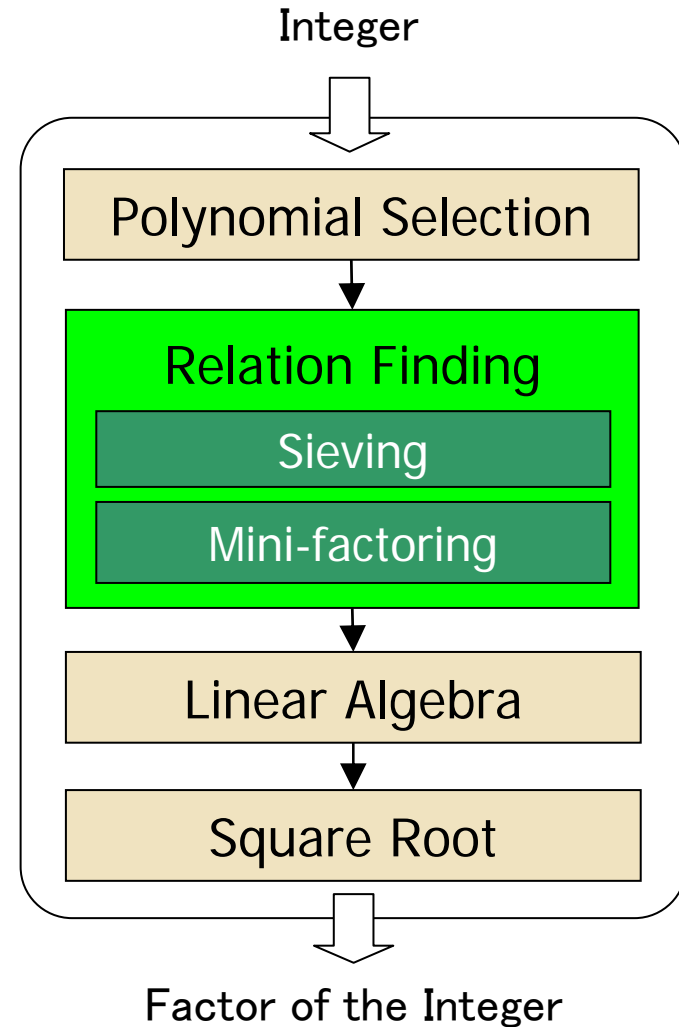 Integer
Polynomial Selection
Relation Finding
Sieving
Mini-factoring
Linear Algebra
Square Root
Factor of the Integer